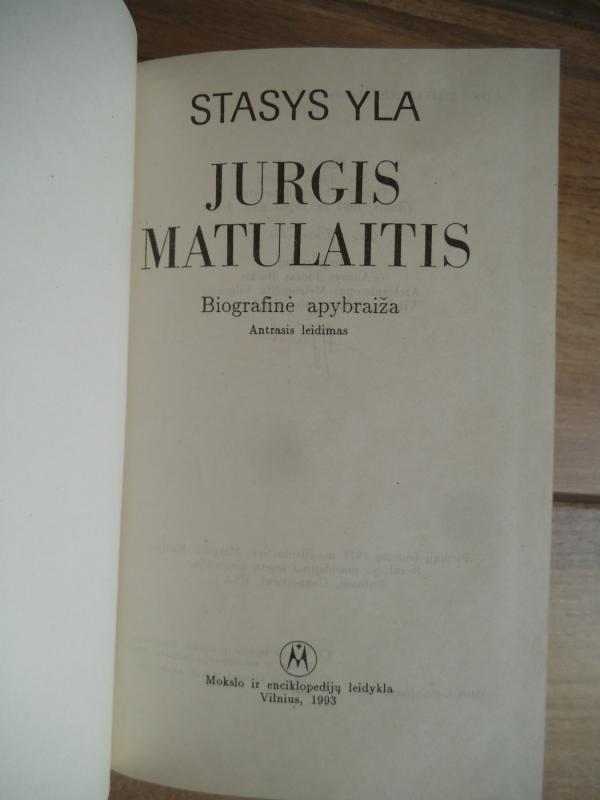 STASYS YLA
JURGIS
MATULAITIS
Biografinė apybraiža
Antrasis leidimas
Mokslo ir enciklopedijų leidykla
Vilnius, 1993